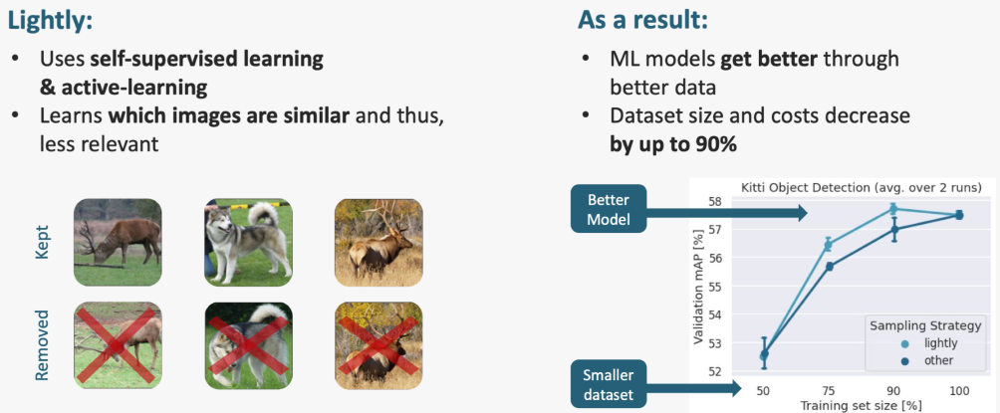 Lightly:
• Uses self-supervised learning
& active-learning
• Learns which images are similar and thus,
less relevant
Kept
Removed
As a result:
• ML models get better through
better data
• Dataset size and costs decrease
by up to 90%
Better
Model
Smaller
dataset
Kitti Object Detection (avg. over 2 runs)
Validation mAP [%]
58
57
56
55
54
53
52
Sampling Strategy
lightly
other
50 75 90 100
Training set size [%]